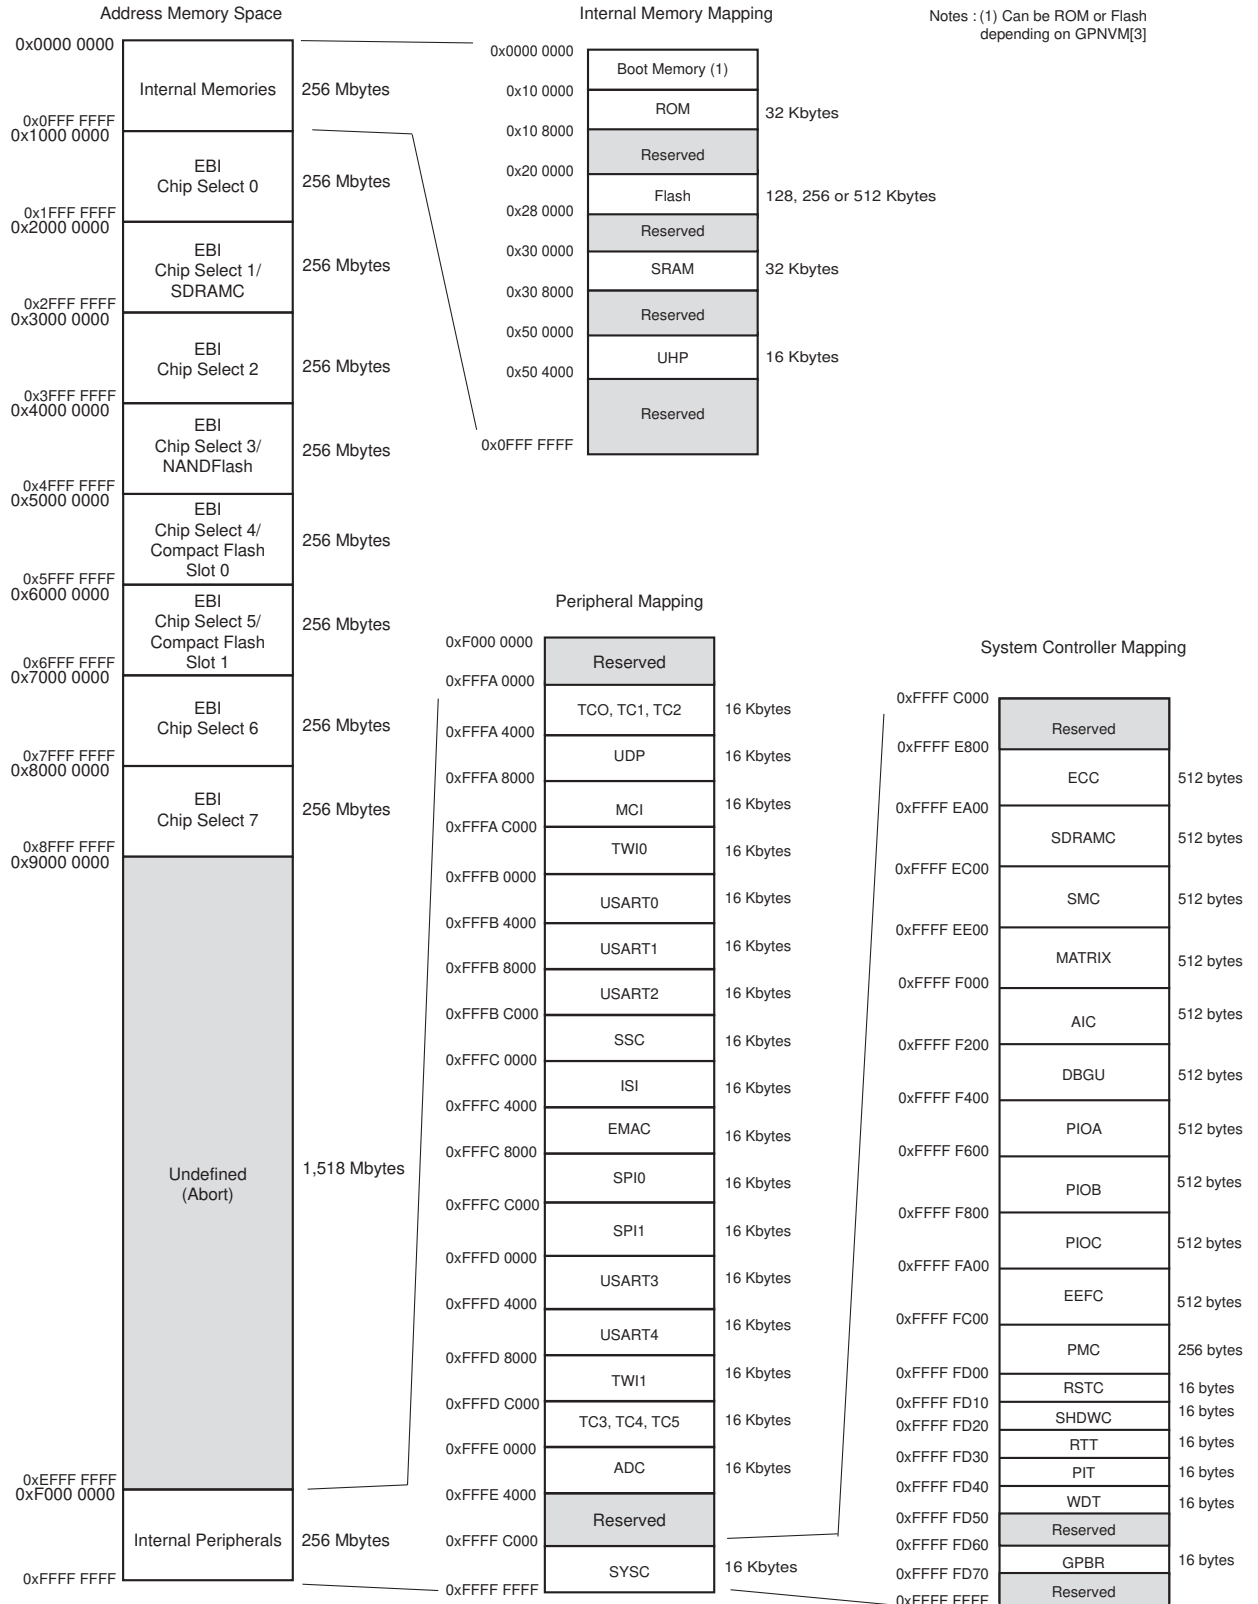 Address Memory Space
0x0000 0000
Internal Memories
256 Mbytes
0x0FFF FFFF
0x1000 0000
EBI
Chip Select 0
256 Mbytes
0x1FFF FFFF
0x2000 0000
EBI
Chip Select 1/
SDRAMC
256 Mbytes
0x2FFF FFFF
0x3000 0000
EBI
Chip Select 2
256 Mbytes
0x3FFF FFFF
0x4000 0000
EBI
Chip Select 3/
NANDFlash
256 Mbytes
0x4FFF FFFF
0x5000 0000
EBI
Chip Select 4/
Compact Flash
Slot 0
256 Mbytes
0x5FFF FFFF
0x6000 0000
EBI
Chip Select 5/
Compact Flash
Slot 1
256 Mbytes
0x6FFF FFFF
0x7000 0000
EBI
Chip Select 6
256 Mbytes
0x7FFF FFFF
0x8000 0000
EBI
Chip Select 7
256 Mbytes
0x8FFF FFFF
0x9000 0000
Undefined
(Abort)
1,518 Mbytes
0xEFFF FFFF
0xF000 0000
Internal Peripherals
256 Mbytes
0xFFFF FFFF
Internal Memory Mapping
0x0000 0000
Boot Memory (1)
0x10 0000
ROM
32 Kbytes
0x10 8000
Reserved
0x20 0000
Flash
128, 256 or 512 Kbytes
0x28 0000
Reserved
0x30 0000
SRAM
32 Kbytes
0x30 8000
Reserved
0x50 0000
UHP
16 Kbytes
0x50 4000
Reserved
0x0FFF FFFF
Notes : (1) Can be ROM or Flash
depending on GPNVM[3]
Peripheral Mapping
0xF000 0000
Reserved
0xFFFA 0000
TCO, TC1, TC2
16 Kbytes
0xFFFA 4000
UDP
16 Kbytes
0xFFFA 8000
MCI
16 Kbytes
0xFFFA C000
TWI0
16 Kbytes
0xFFFB 0000
USART0
16 Kbytes
0xFFFB 4000
USART1
16 Kbytes
0xFFFB 8000
USART2
16 Kbytes
0xFFFB C000
SSC
16 Kbytes
0xFFFC 0000
ISI
16 Kbytes
0xFFFC 4000
EMAC
16 Kbytes
0xFFFC 8000
SPI0
16 Kbytes
0xFFFC C000
SPI1
16 Kbytes
0xFFFD 0000
USART3
16 Kbytes
0xFFFD 4000
USART4
16 Kbytes
0xFFFD 8000
TWI1
16 Kbytes
0xFFFD C000
TC3, TC4, TC5
16 Kbytes
0xFFFE 0000
ADC
16 Kbytes
0xFFFE 4000
Reserved
0xFFFF C000
SYSC
16 Kbytes
0xFFFF FFFF
System Controller Mapping
0xFFFF C000
Reserved
0xFFFF E800
ECC
512 bytes
0xFFFF EA00
SDRAMC
512 bytes
0xFFFF EC00
SMC
512 bytes
0xFFFF EE00
MATRIX
512 bytes
0xFFFF F000
AIC
512 bytes
0xFFFF F200
DBGU
512 bytes
0xFFFF F400
PIOA
512 bytes
0xFFFF F600
PIOB
512 bytes
0xFFFF F800
PIOC
512 bytes
0xFFFF FA00
EEFC
512 bytes
0xFFFF FC00
PMC
256 bytes
0xFFFF FD00
RSTC
16 bytes
0xFFFF FD10
SHDWC
16 bytes
0xFFFF FD20
RTT
16 bytes
0xFFFF FD30
PIT
16 bytes
0xFFFF FD40
WDT
16 bytes
0xFFFF FD50
Reserved
0xFFFF FD60
GPBR
16 bytes
0xFFFF FD70
Reserved
0xFFFF FFFF